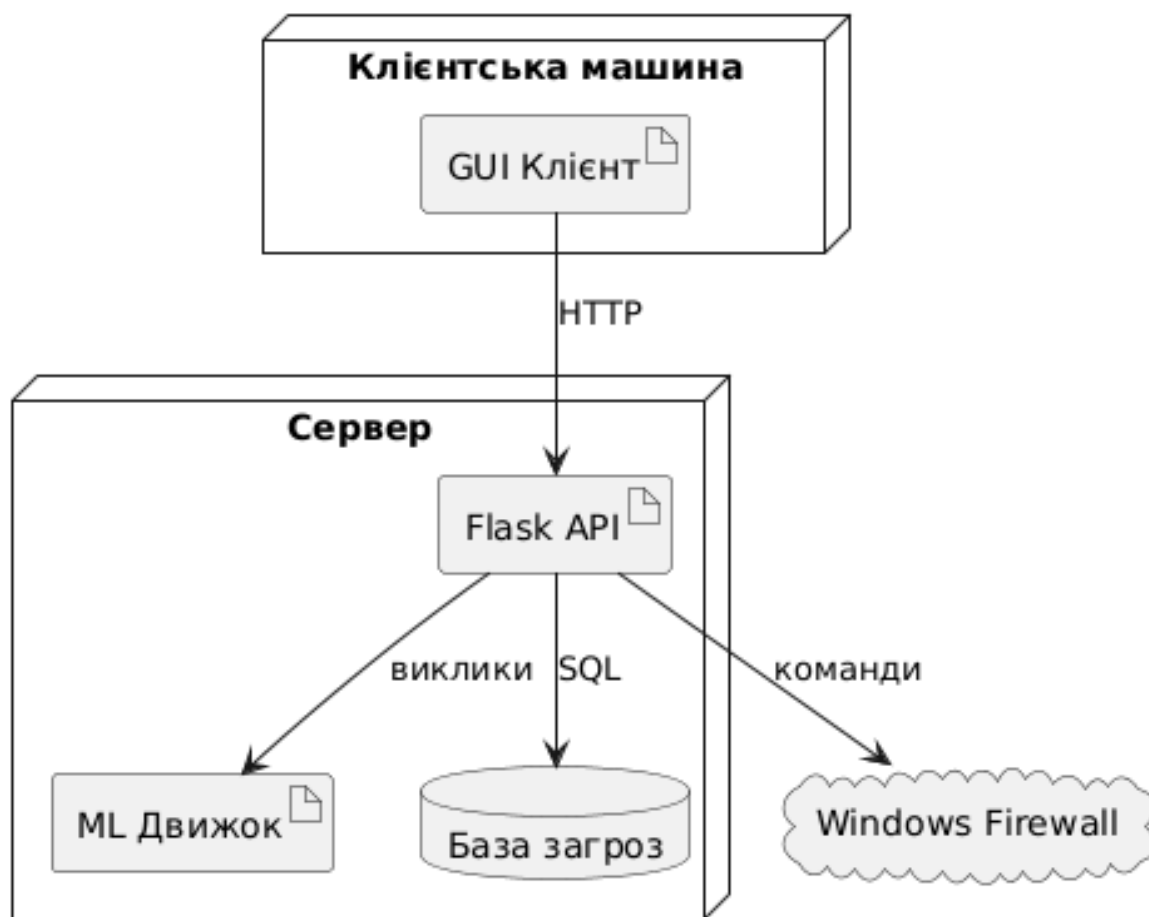 Клієнтська машина
GUI Клієнт
HTTP
Сервер
Flask API
виклики
SQL
команди
ML Движок
База загроз
Windows Firewall